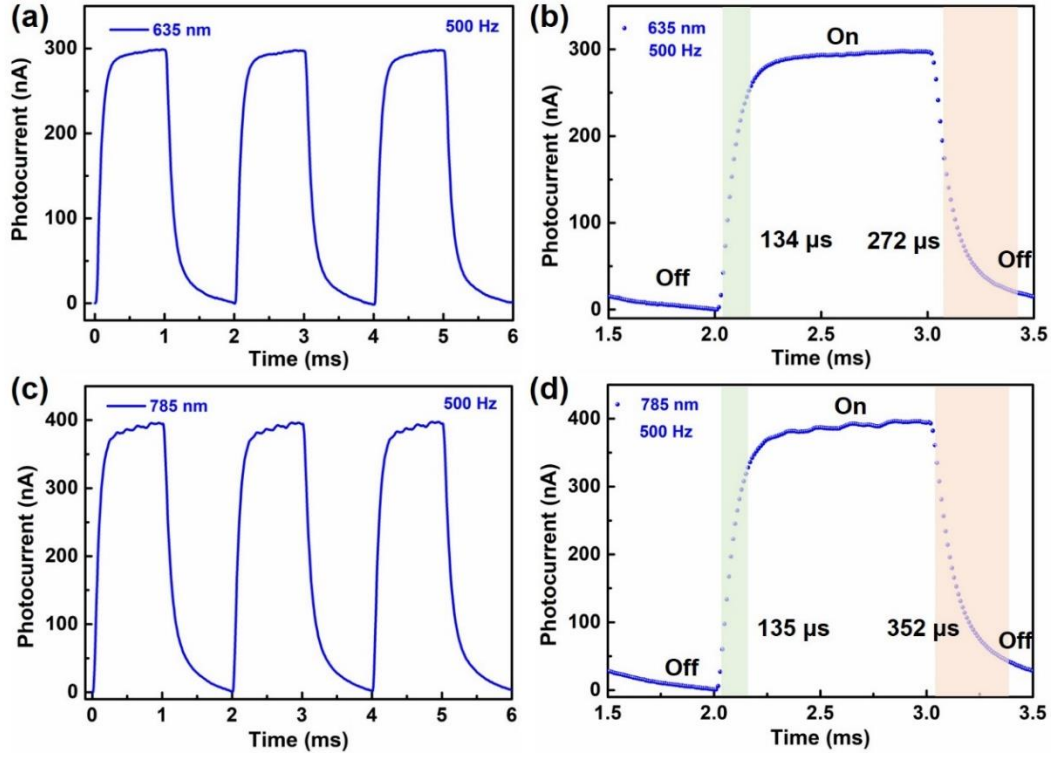 (a)
635 nm
500 Hz
Photocurrent (nA)
300
200
100
0
0 1 2 3 4 5 6
Time (ms)
(b)
635 nm
500 Hz
On
Photocurrent (nA)
300
200
100
0
134 µs
272 µs
Off
Off
1.5 2.0 2.5 3.0 3.5
Time (ms)
(c)
785 nm
500 Hz
Photocurrent (nA)
400
300
200
100
0
0 1 2 3 4 5 6
Time (ms)
(d)
785 nm
500 Hz
On
Photocurrent (nA)
400
300
200
100
0
135 µs
352 µs
Off
Off
1.5 2.0 2.5 3.0 3.5
Time (ms)